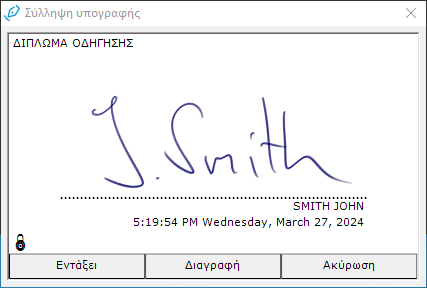 Σύλληψη υπογραφής
ΔΙΠΛΩΜΑ ΟΔΗΓΗΣΗΣ
J. Smith
SMITH JOHN
5:19:54 PM Wednesday, March 27, 2024
Εντάξει Διαγραφή Ακύρωση